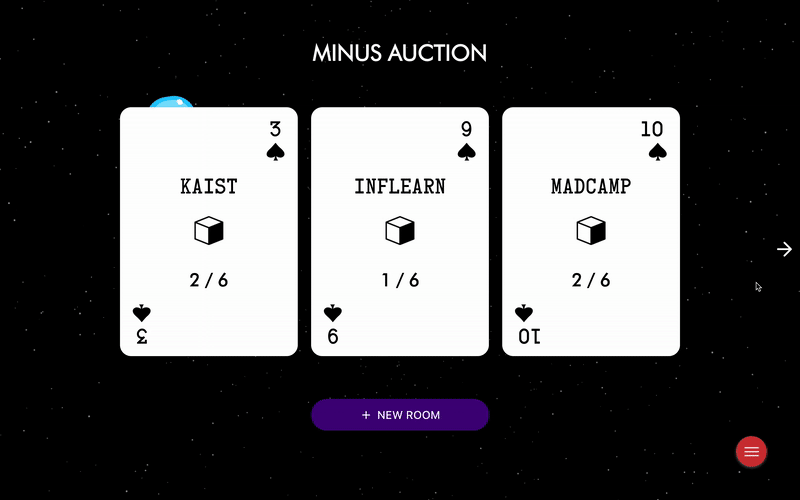 MINUS AUCTION
3
KAIST
2 / 6
3
9
INFLEARN
1 / 6
9
10
MADCAMP
2 / 6
10
+ NEW ROOM